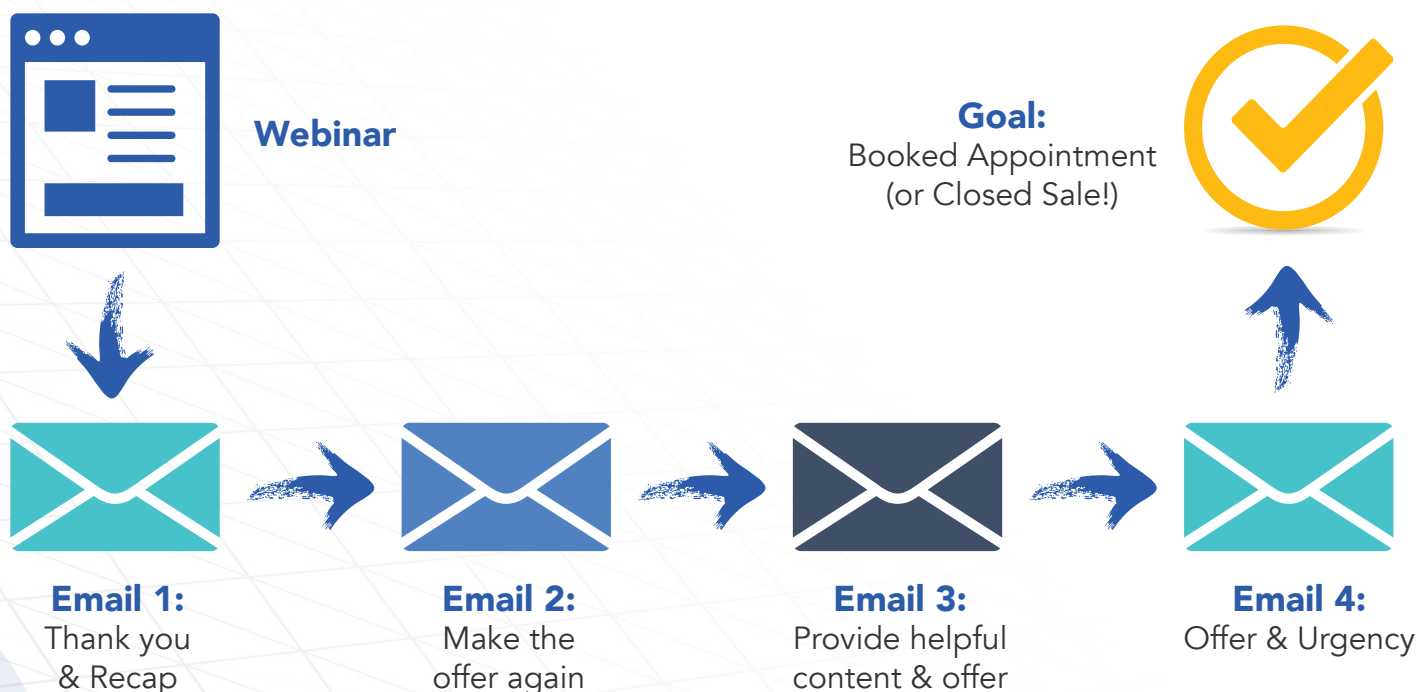 Webinar
Goal:
Booked Appointment
(or Closed Sale!)
Email 1:
Thank you
& Recap
Email 2:
Make the
offer again
Email 3:
Provide helpful
content & offer
Email 4:
Offer & Urgency